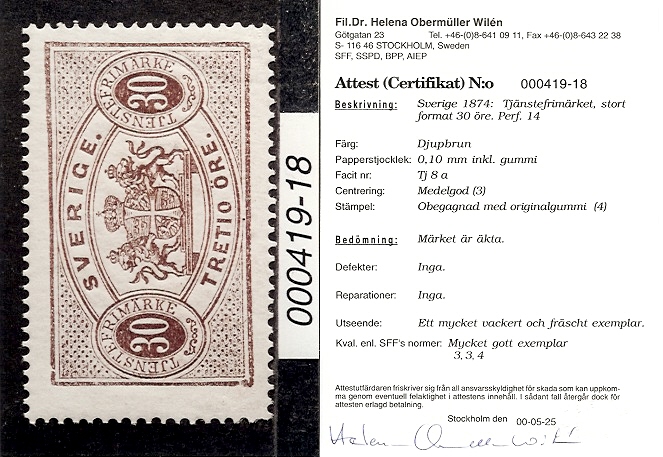 TJENSTEFRIMÄRKE
30
SVERIGE.
TRETIO ÖRE.
30
TJENSTEFRIMÄRKE
000419-18
Fil.Dr. Helena Obermüller Wilén
Götgatan 23 Tel. +46-(0)8-641 09 11, Fax +46-(0)8-643 22 38
S- 116 46 STOCKHOLM, Sweden
SFF, SSPD, BPP, AIEP
Attest (Certifikat) N:o 000419-18
Beskrivning: Sverige 1874: Tjänstefrimärket, stort
format 30 öre. Perf. 14
Färg: Djupbrun
Papperstjocklek: 0,10 mm inkl. gummi
Facit nr: Tj 8 a
Centrering: Medelgod (3)
Stämpel: Obegagnad med originalgummi (4)
Bedömning: Märket är äkta.
Defekter: Inga.
Reparationer: Inga.
Utseende: Ett mycket vackert och fräscht exemplar.
Kval. enl. SFF's normer: Mycket gott exemplar
3, 3, 4
Attestutfärdaren friskriver sig från all ansvarsskyldighet för skada som kan uppkom-
ma genom eventuell felaktighet i attestens innehåll. I sådant fall återgår dock för
attesten erlagd betalning.
Stockholm den 00-05-25
Helena Obermüller Wilén